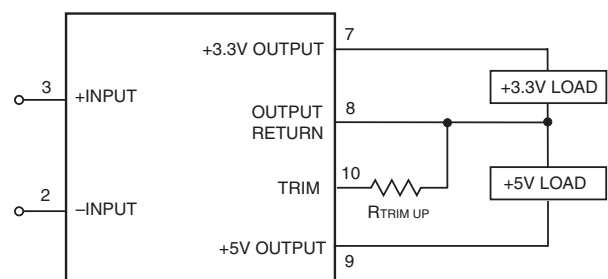 7
+3.3V OUTPUT
3
+INPUT
+3.3V LOAD
8
OUTPUT
RETURN
10
TRIM
RTRIM UP
+5V LOAD
2
–INPUT
+5V OUTPUT
9